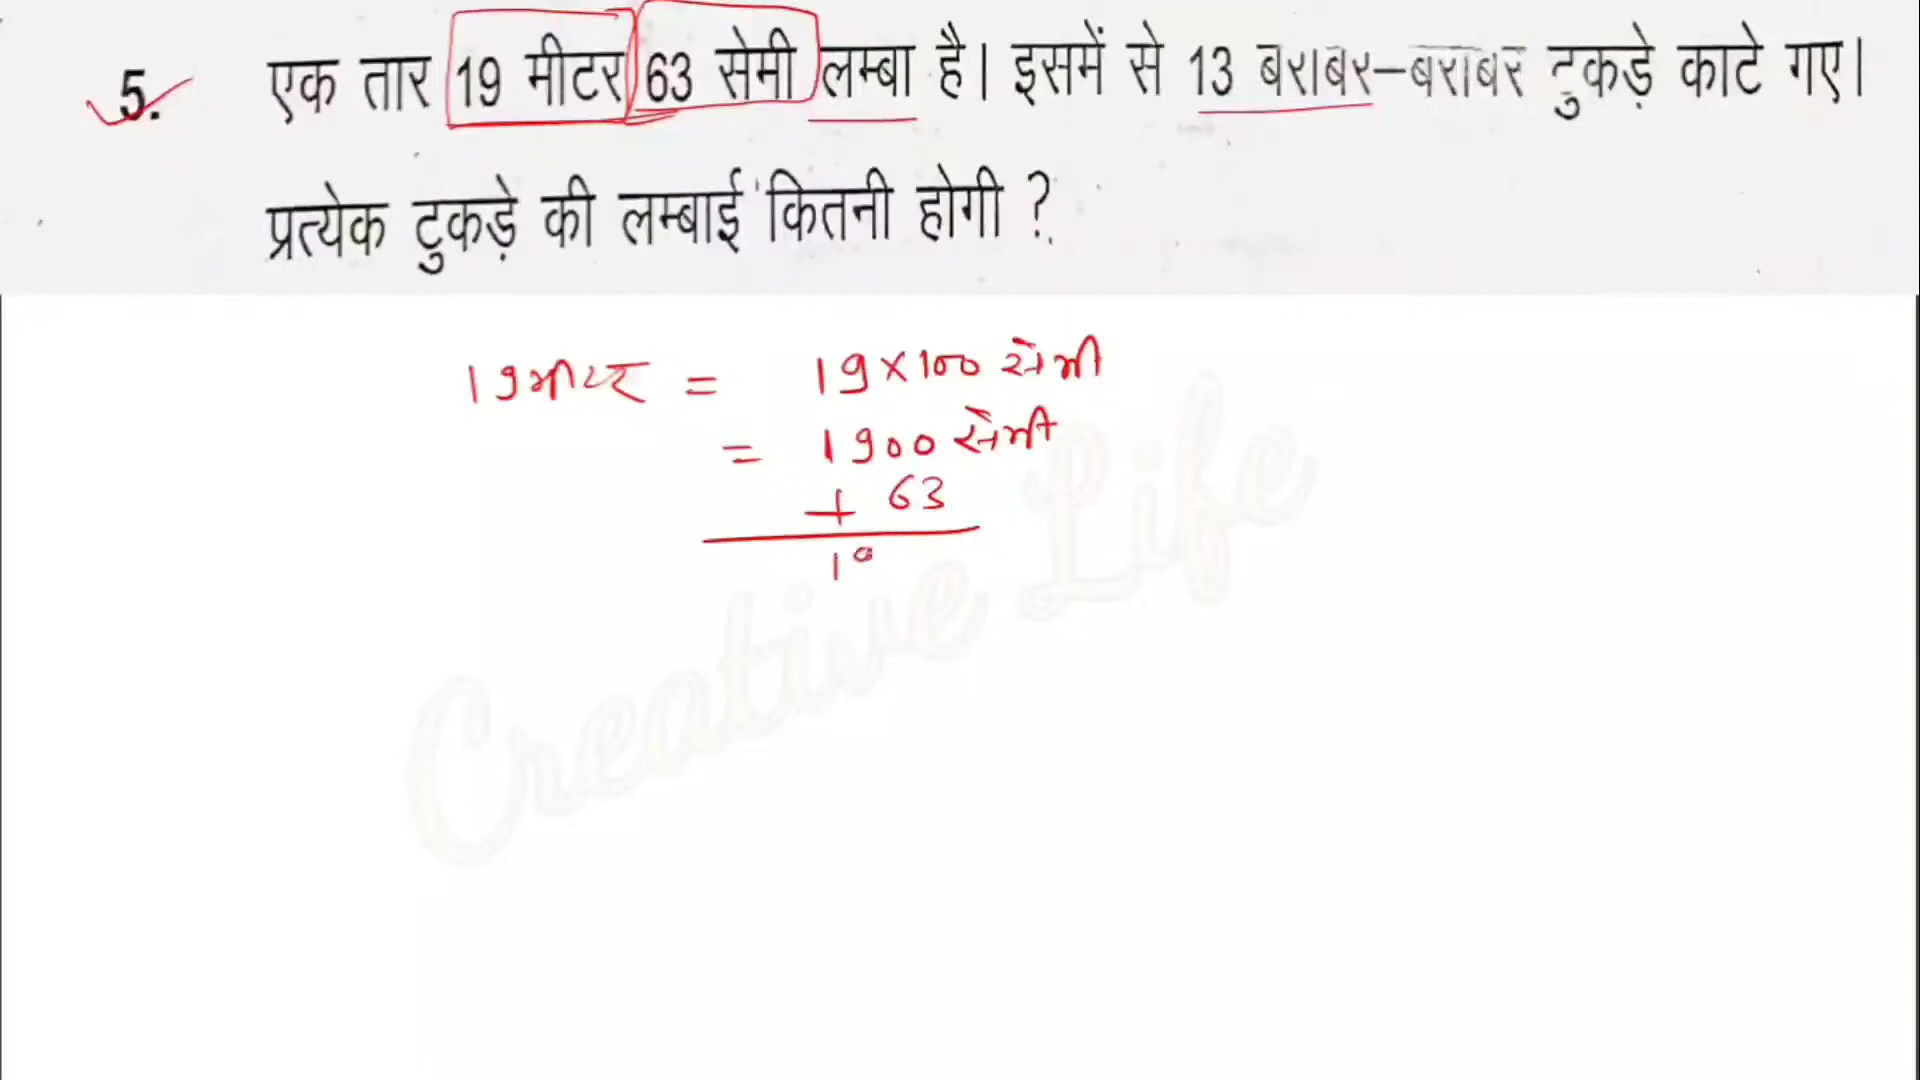 5. एक तार 19 मीटर 63 सेमी लम्बा है। इसमें से 13 बराबर-बराबर टुकड़े काटे गए।
प्रत्येक टुकड़े की लम्बाई कितनी होगी ?
19 मीटर = 19 × 100 सेमी
= 1900 सेमी
+ 63
1
Creative Life